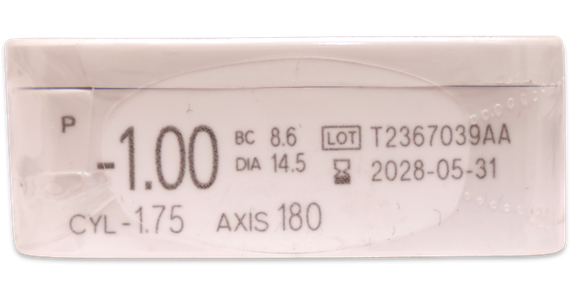 P
-1.00
BC 8.6
DIA 14.5
LOT T2367039AA
2028-05-31
CYL -1.75 AXIS 180